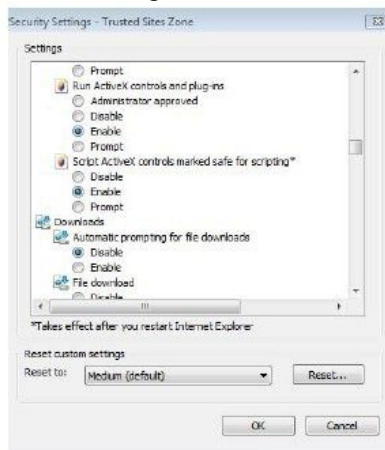 Security Settings - Trusted Sites Zone
Settings
Prompt
Run ActiveX controls and plug-ins
Administrator approved
Disable
Enable
Prompt
Script ActiveX controls marked safe for scripting*
Disable
Enable
Prompt
Downloads
Automatic prompting for file downloads
Disable
Enable
File download
Disable
*Takes effect after you restart Internet Explorer
Reset custom settings
Reset to: Medium (default) Reset...
OK Cancel